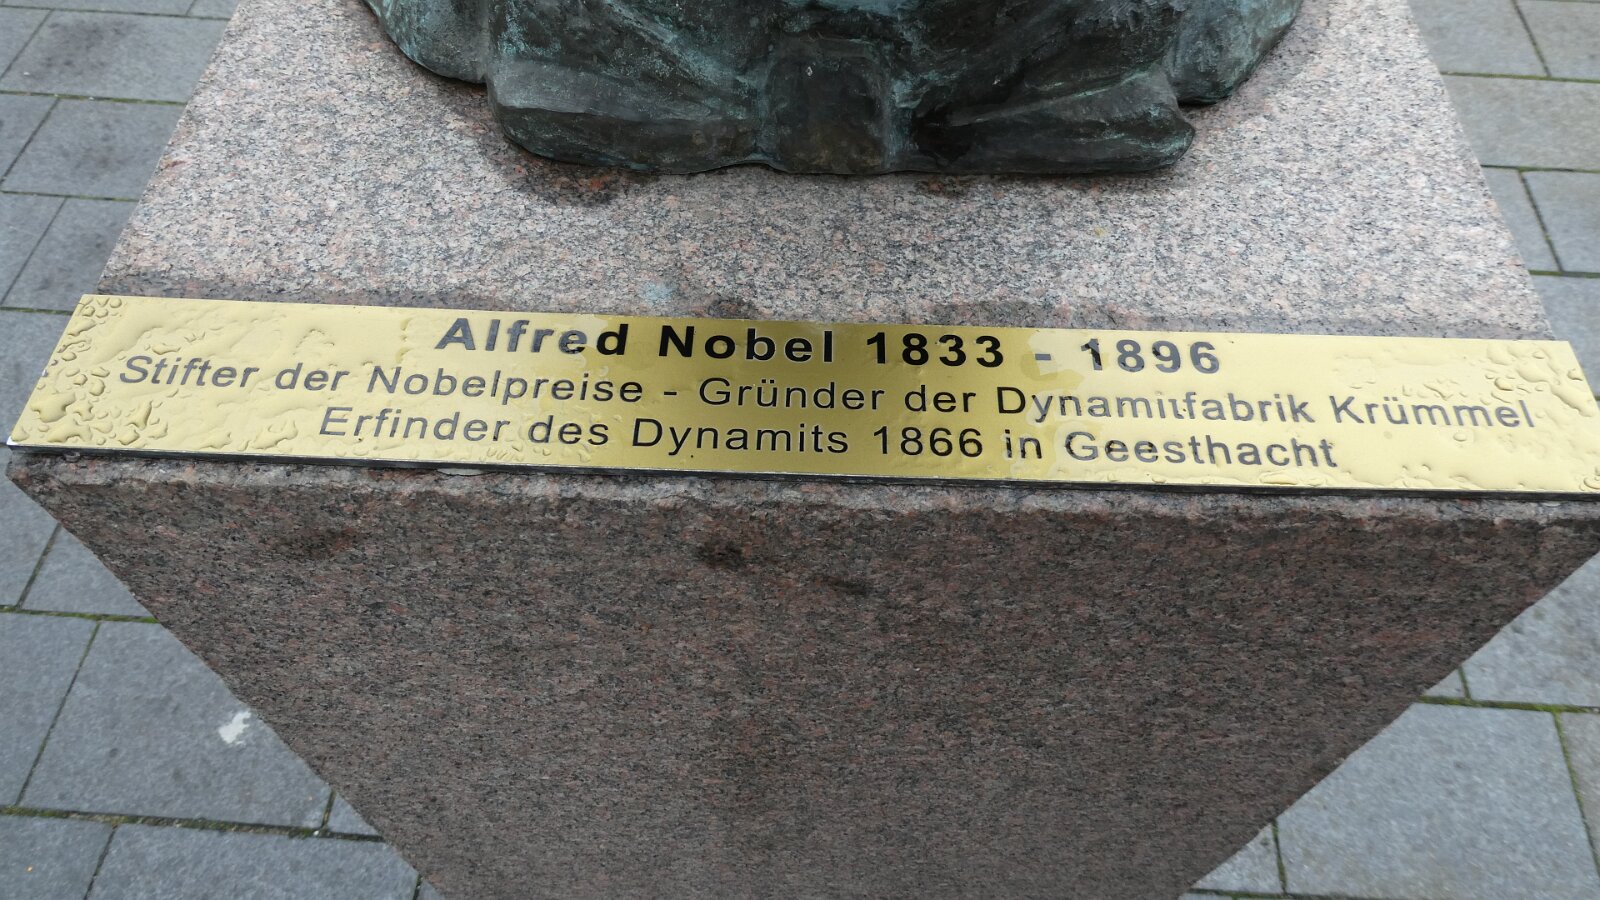 Alfred Nobel 1833 - 1896
Stifter der Nobelpreise - Gründer der Dynamitfabrik Krümmel
Erfinder des Dynamits 1866 in Geesthacht